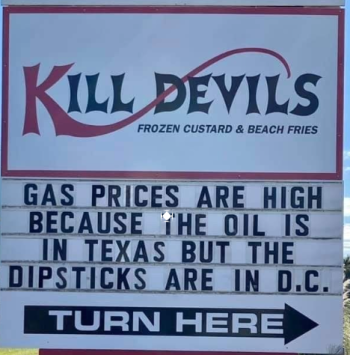 KILL DEVILS
FROZEN CUSTARD & BEACH FRIES
GAS PRICES ARE HIGH
BECAUSE THE OIL IS
IN TEXAS BUT THE
DIPSTICKS ARE IN D.C.
TURN HERE